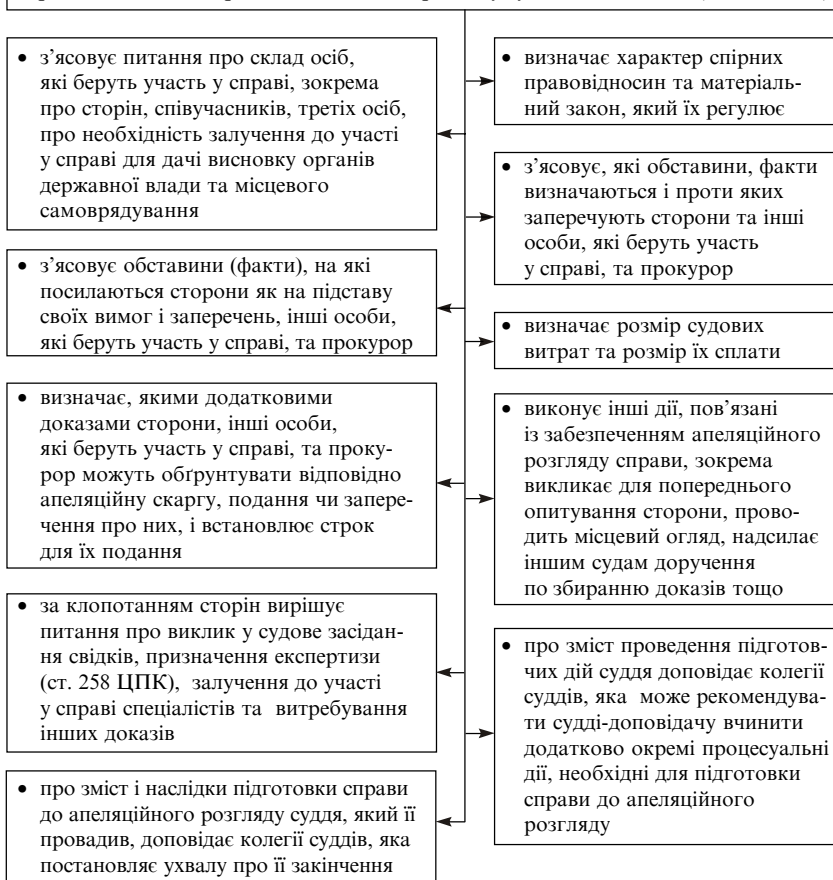 • з’ясовує питання про склад осіб,
які беруть участь у справі, зокрема
про сторін, співучасників, третіх осіб,
про необхідність залучення до участі
у справі для дачі висновку органів
державної влади та місцевого
самоврядування
• визначає характер спірних
правовідносин та матеріаль-
ний закон, який їх регулює
• з’ясовує, які обставини, факти
визначаються і проти яких
заперечують сторони та інші
особи, які беруть участь
у справі, та прокурор
• з’ясовує обставини (факти), на які
посилаються сторони як на підставу
своїх вимог і заперечень, інші особи,
які беруть участь у справі, та прокурор
• визначає розмір судових
витрат та розмір їх сплати
• визначає, якими додатковими
доказами сторони, інші особи,
які беруть участь у справі, та проку-
рор можуть обґрунтувати відповідно
апеляційну скаргу, подання чи запере-
чення про них, і встановлює строк
для їх подання
• виконує інші дії, пов’язані
із забезпеченням апеляційного
розгляду справи, зокрема
викликає для попереднього
опитування сторони, прово-
дить місцевий огляд, надсилає
іншим судам доручення
по збиранню доказів тощо
• за клопотанням сторін вирішує
питання про виклик у судове засідан-
ня свідків, призначення експертизи
(ст. 258 ЦПК), залучення до участі
у справі спеціалістів та витребування
інших доказів
• про зміст проведення підготов-
чих дій суддя доповідає колегії
суддів, яка може рекомендува-
ти судді-доповідачу вчинити
додатково окремі процесуальні
дії, необхідні для підготовки
справи до апеляційного
розгляду
• про зміст і наслідки підготовки справи
до апеляційного розгляду суддя, який її
провадив, доповідає колегії суддів, яка
постановляє ухвалу про її закінчення